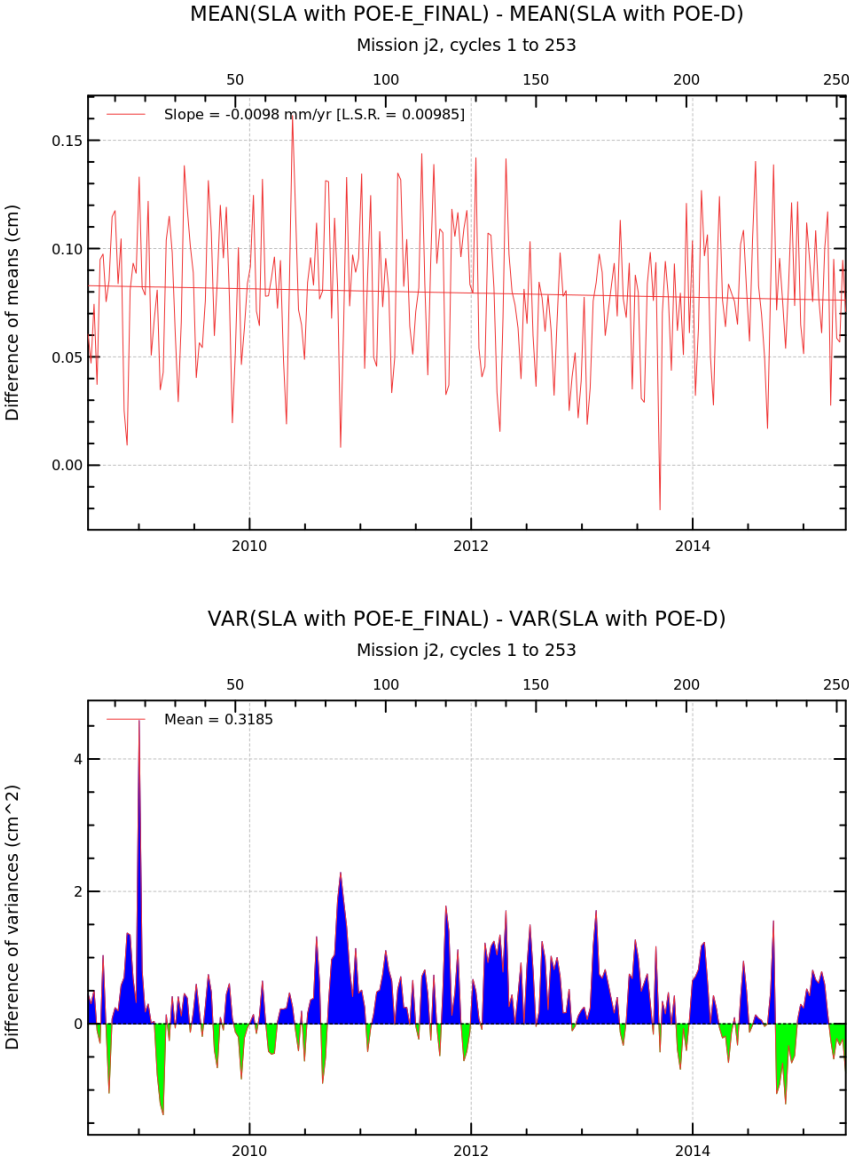 MEAN(SLA with POE-E_FINAL) - MEAN(SLA with POE-D)
Mission j2, cycles 1 to 253
50 100 150 200 250
Slope = -0.0098 mm/yr [L.S.R. = 0.00985]
Difference of means (cm)
0.15
0.10
0.05
0.00
2010 2012 2014
VAR(SLA with POE-E_FINAL) - VAR(SLA with POE-D)
Mission j2, cycles 1 to 253
50 100 150 200 250
Mean = 0.3185
Difference of variances (cm^2)
4
2
0
2010 2012 2014